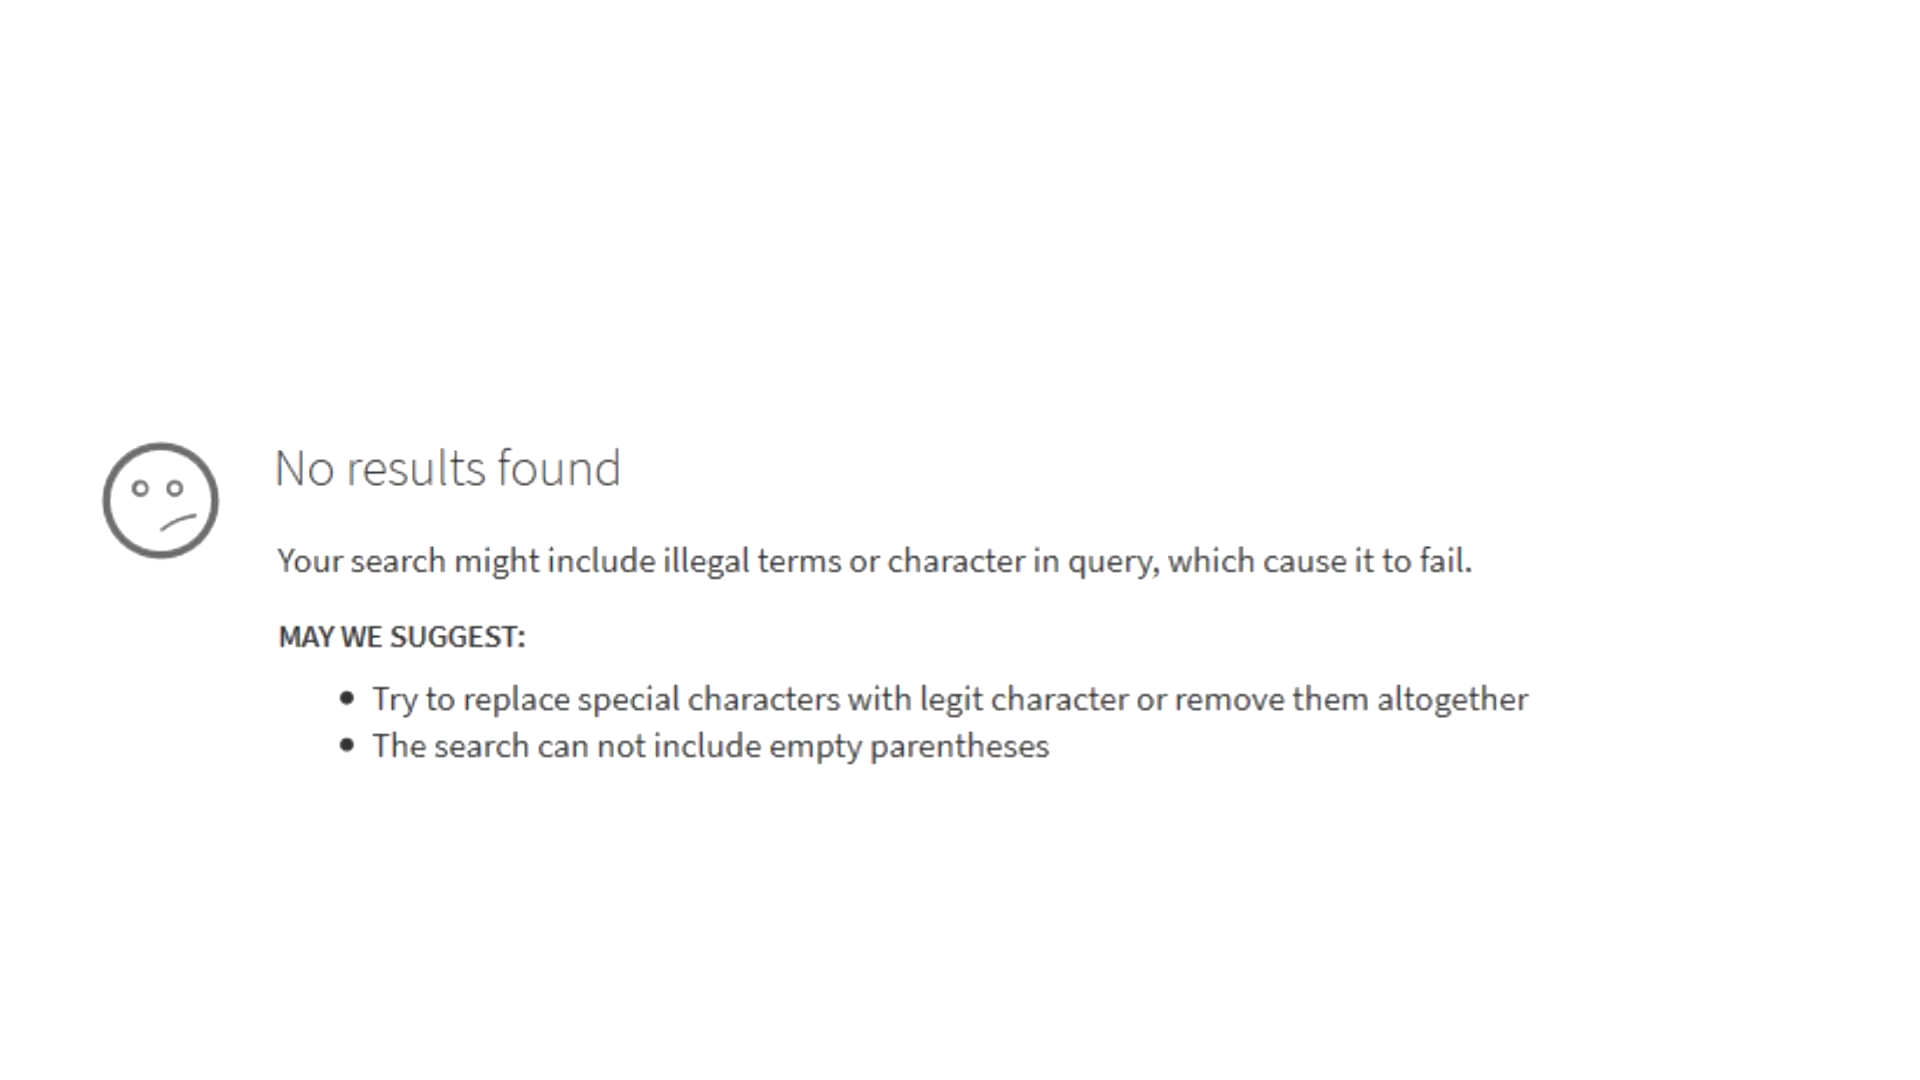 No results found
Your search might include illegal terms or character in query, which cause it to fail.
MAY WE SUGGEST:
• Try to replace special characters with legit character or remove them altogether
• The search can not include empty parentheses